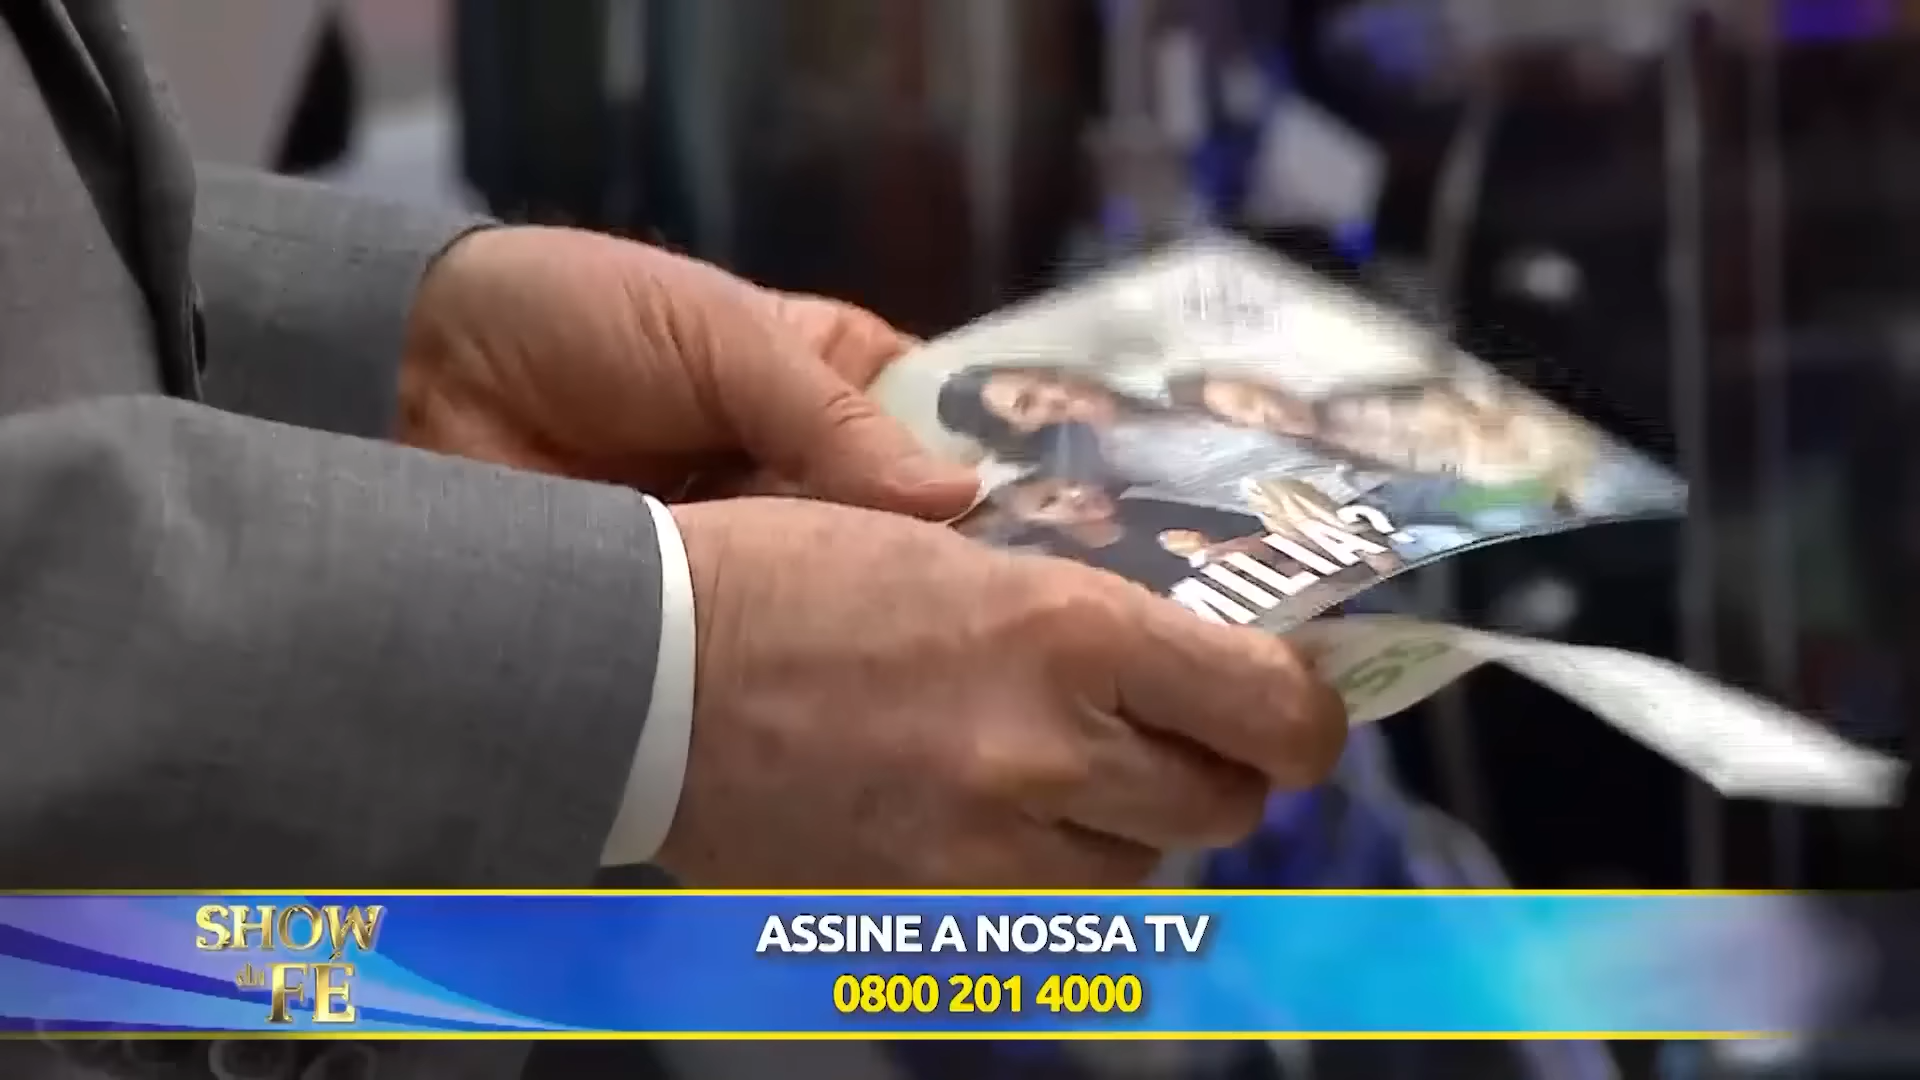 MÍLIA?
SHOW
da FÉ
ASSINE A NOSSA TV
0800 201 4000